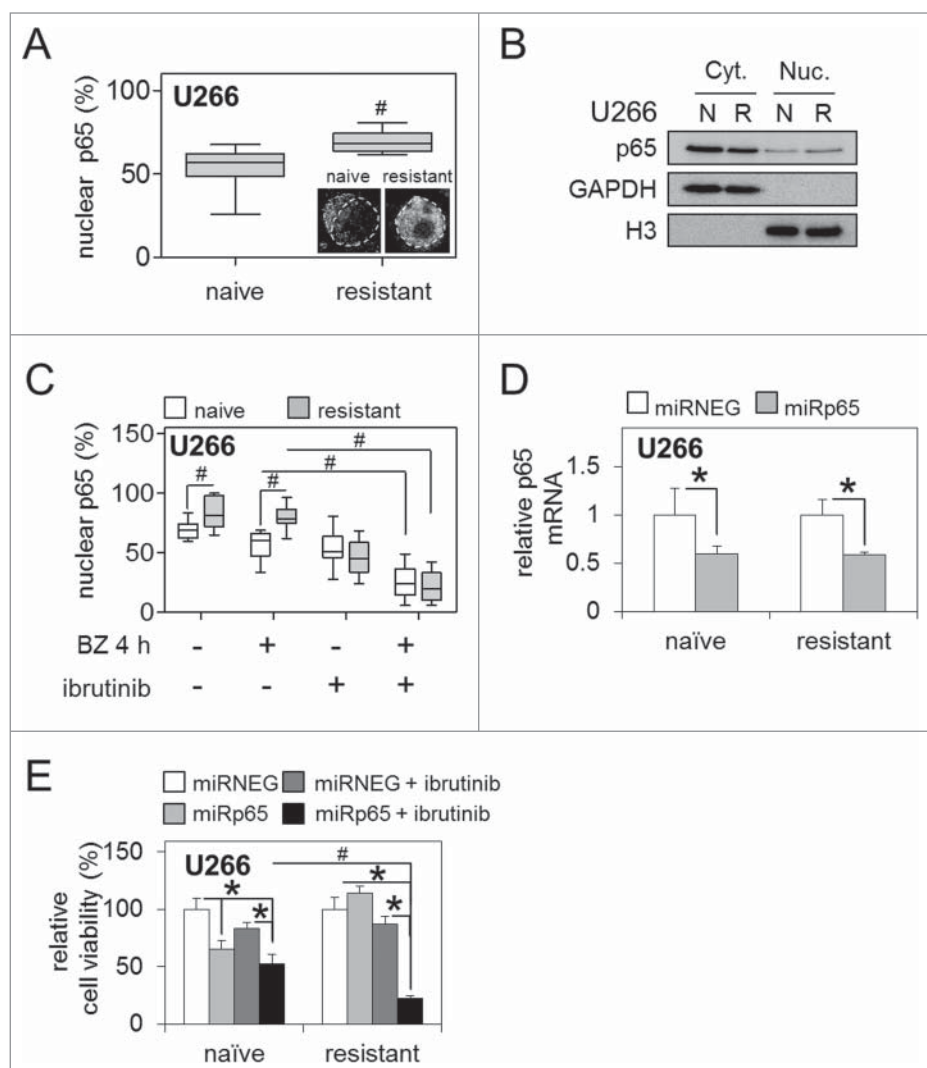 A
nuclear p65 (%)
100
50
0
U266
#
naive resistant
naive resistant
B
Cyt. Nuc.
U266 N R N R
p65
GAPDH
H3
C
naive resistant
nuclear p65 (%)
150
100
50
0
U266
#
#
#
#
BZ 4 h - + - +
ibrutinib - - + +
D
miRNEG miRp65
relative p65
mRNA
1.5
1
0.5
0
U266
*
*
naïve resistant
E
miRNEG miRNEG + ibrutinib
miRp65 miRp65 + ibrutinib
relative
cell viability (%)
150
100
50
0
U266
#
* *
* *
naïve resistant